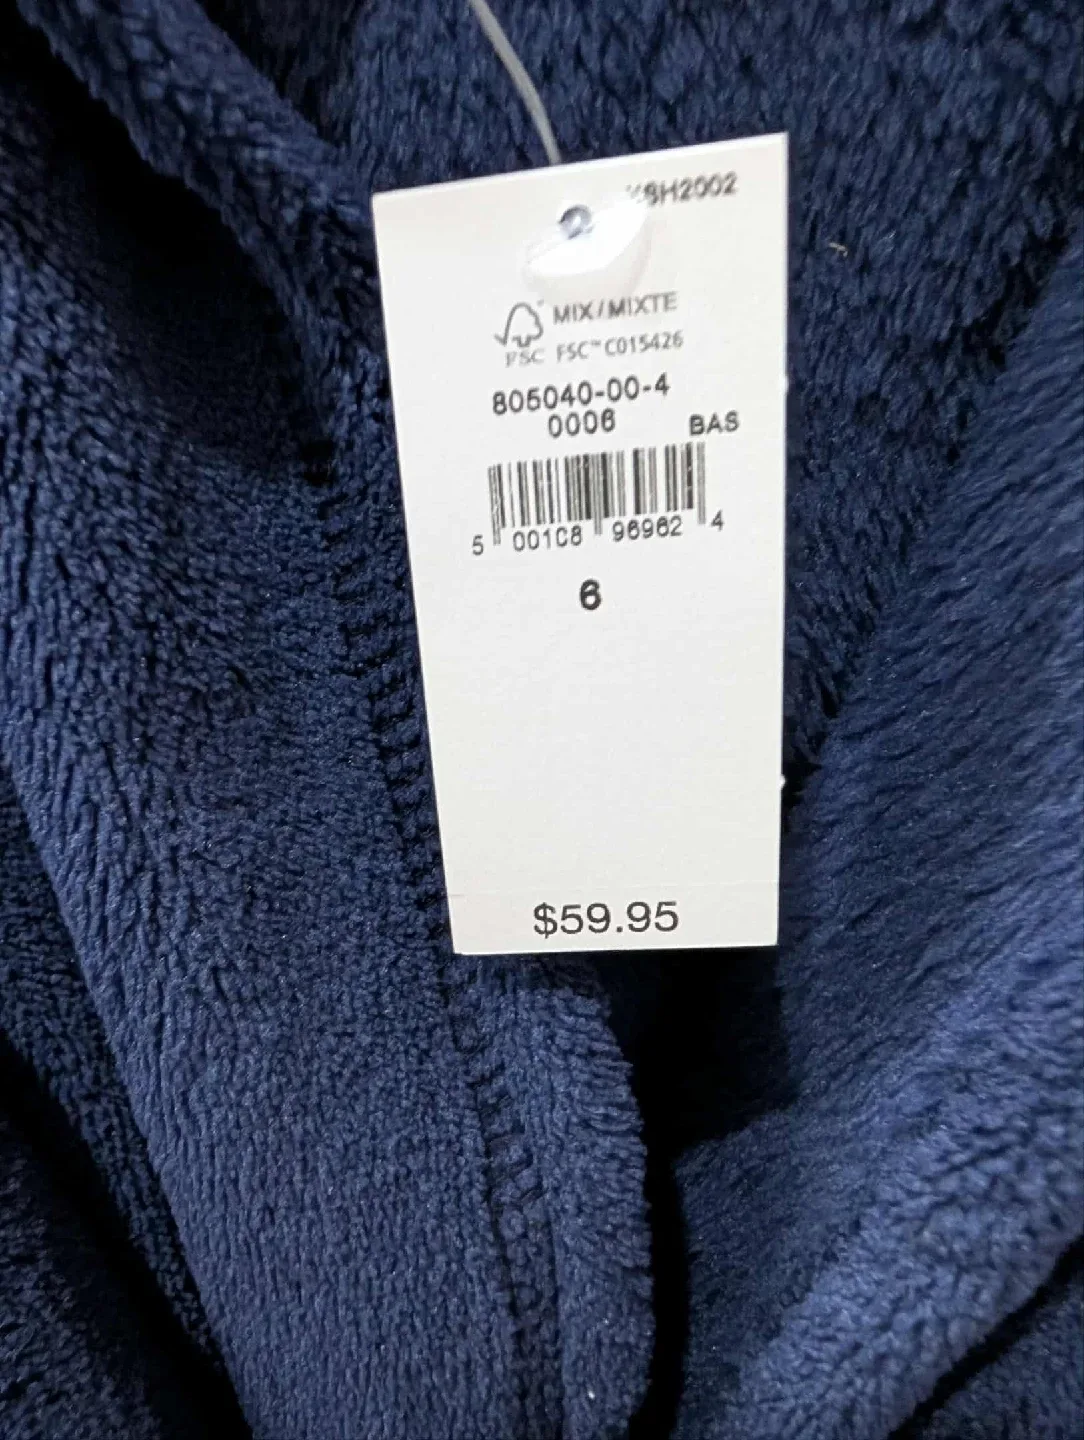 MIX/MIXTE
FSC FSC™ C015426
805040-00-4
0006 BAS
5 00108 96962 4
6
$59.95